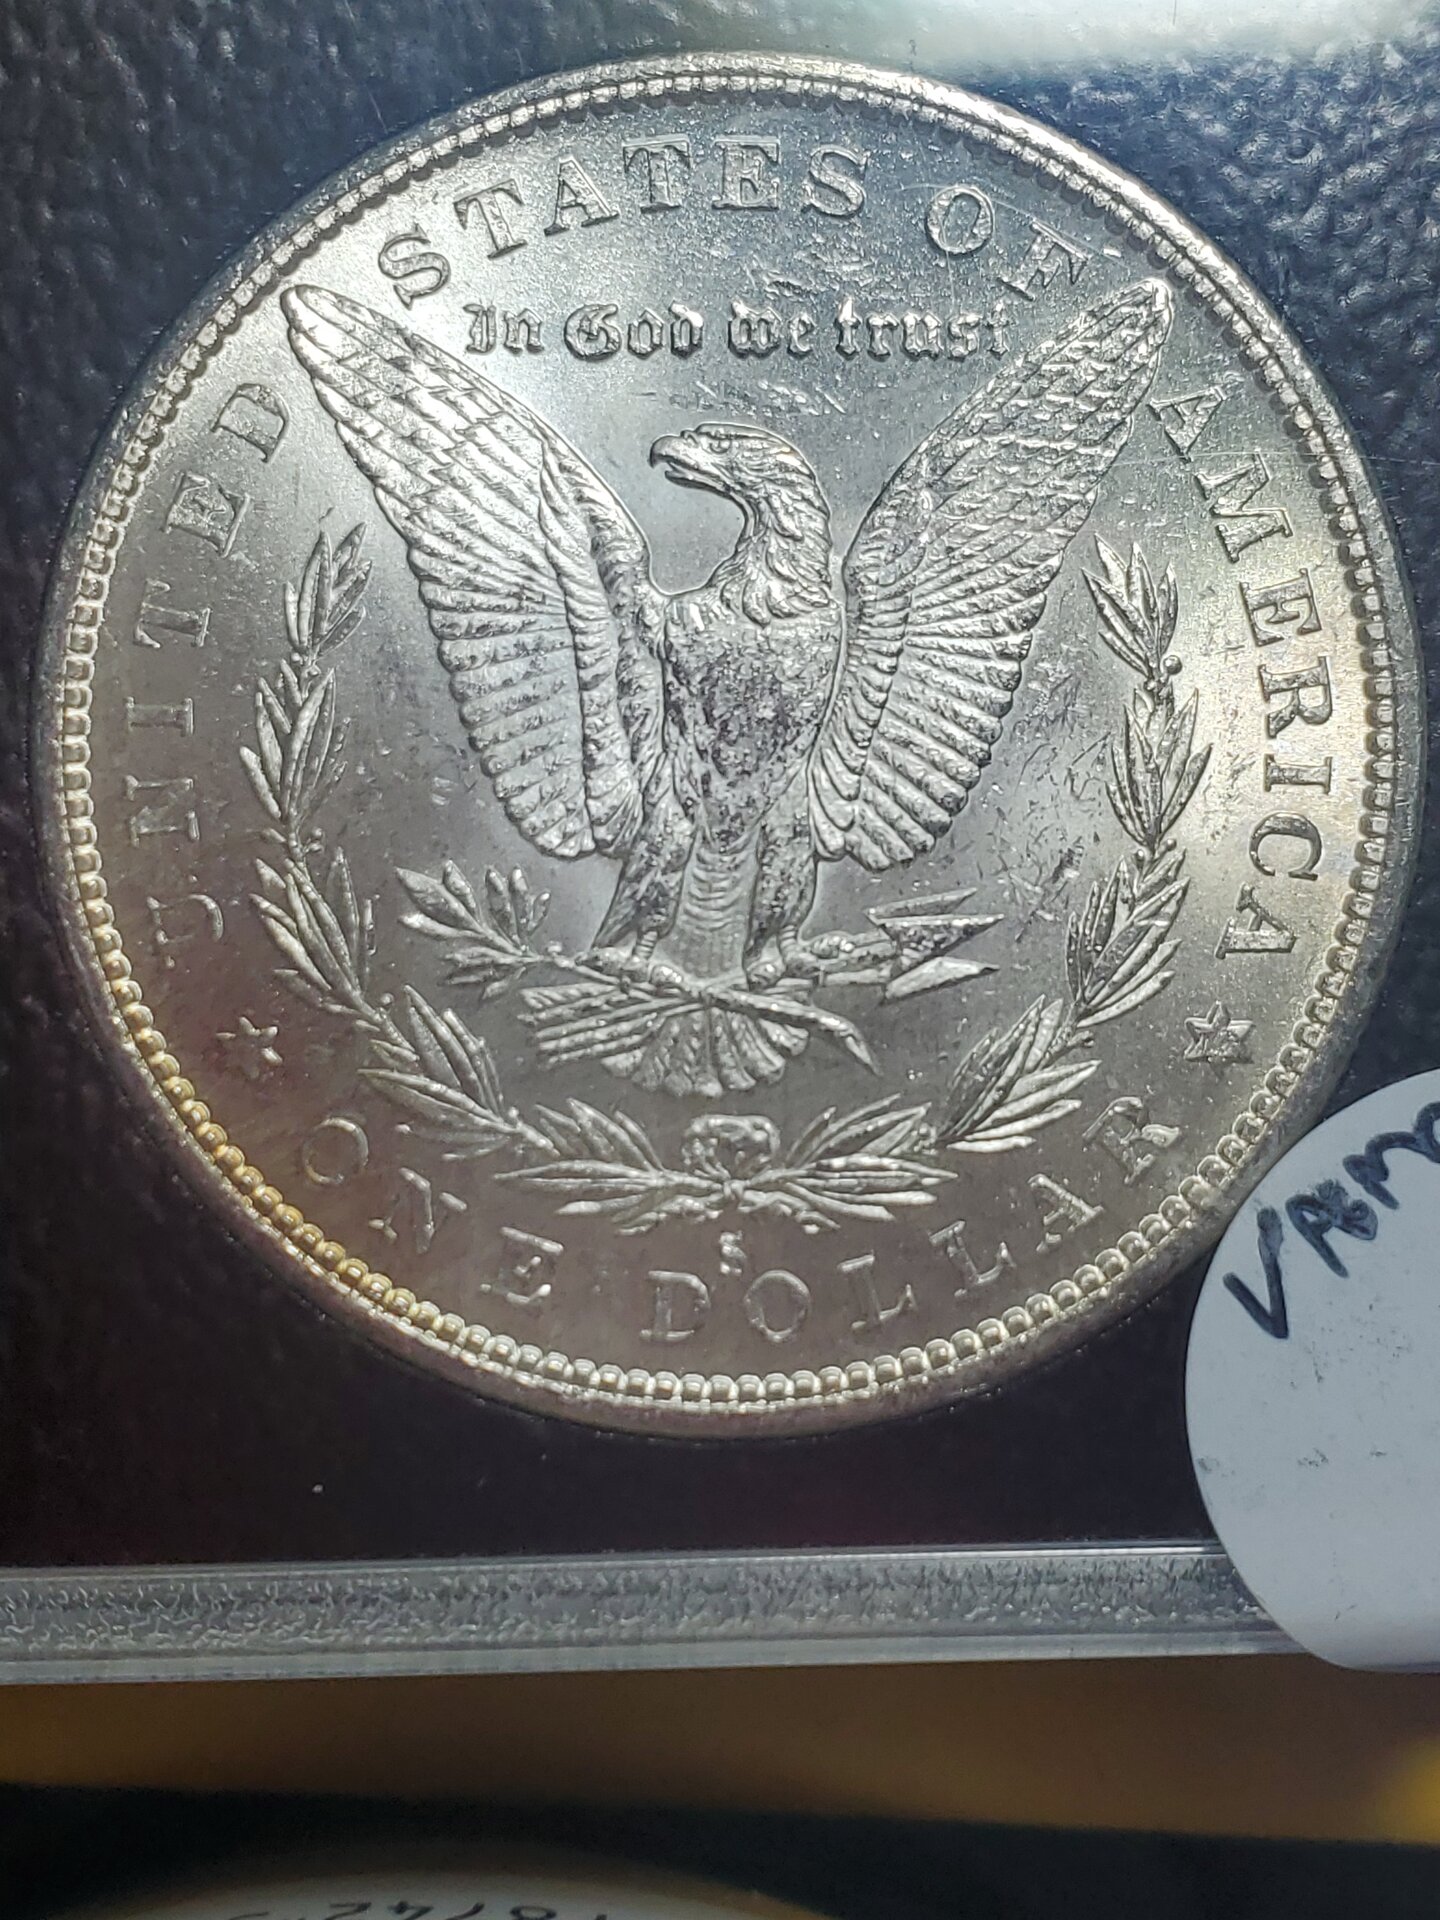 UNITED STATES OF AMERICA
In God we trust
S
ONE DOLLAR